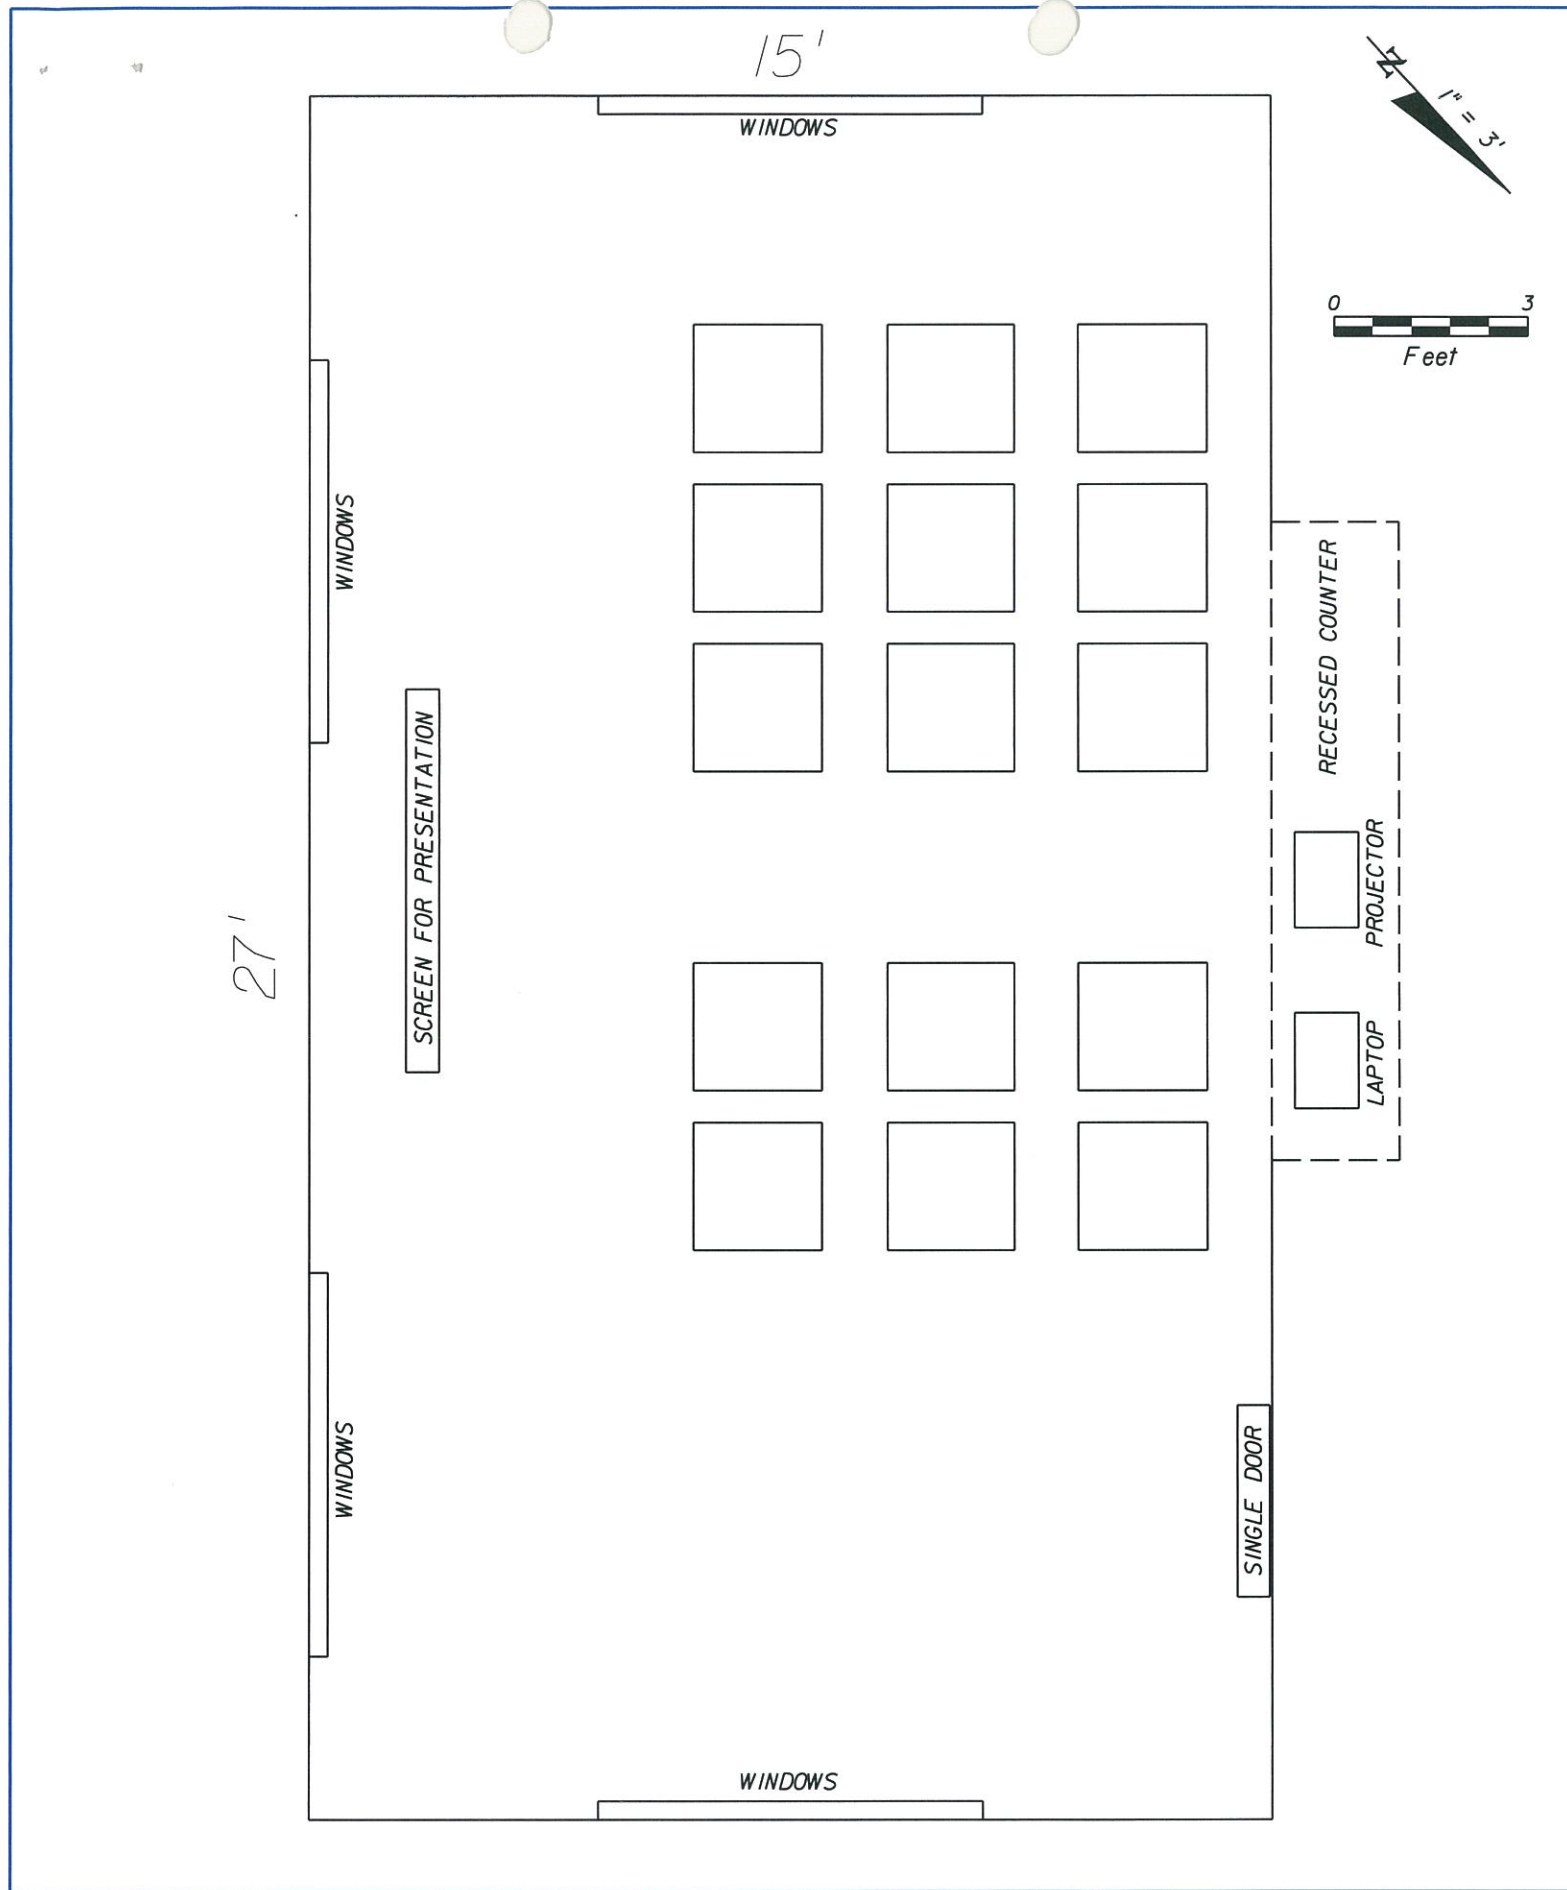 15'
N
1" = 3'
WINDOWS
0 3
Feet
WINDOWS
RECESSED COUNTER
SCREEN FOR PRESENTATION
PROJECTOR
27'
LAPTOP
WINDOWS
SINGLE DOOR
WINDOWS